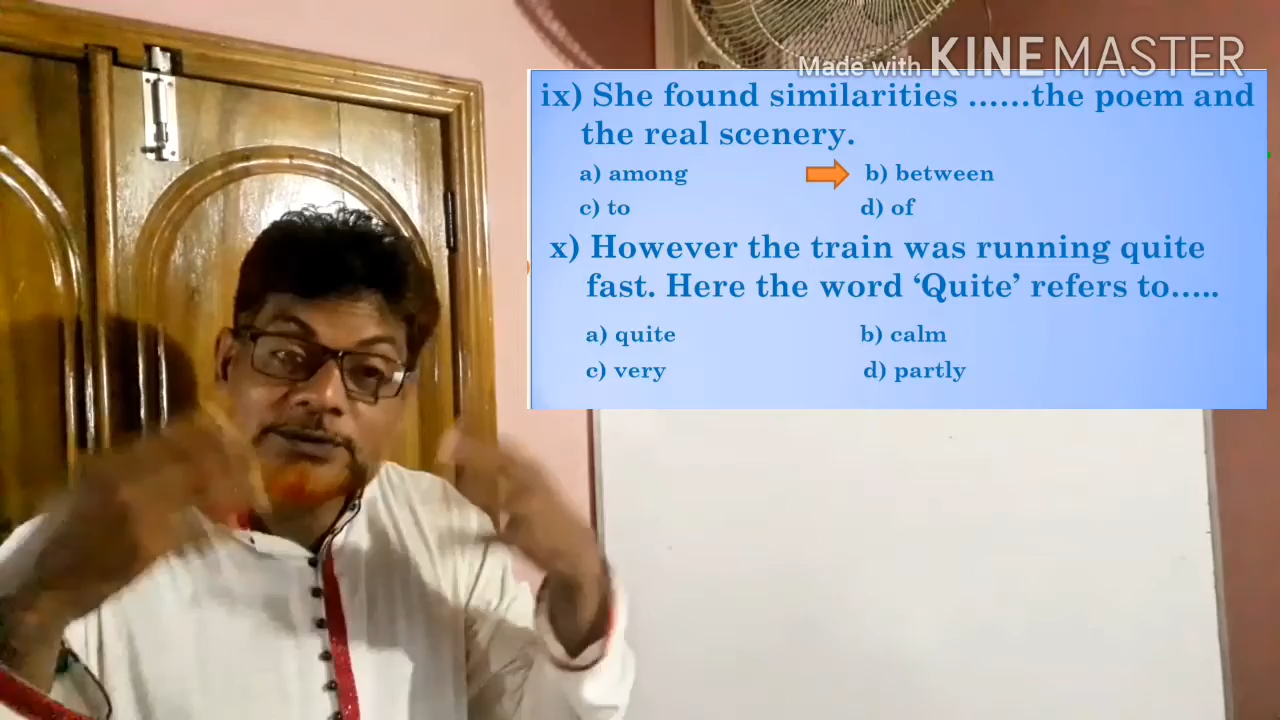 Made with KINEMASTER
ix) She found similarities ......the poem and
the real scenery.
a) among b) between
c) to d) of
x) However the train was running quite
fast. Here the word ‘Quite’ refers to.....
a) quite b) calm
c) very d) partly